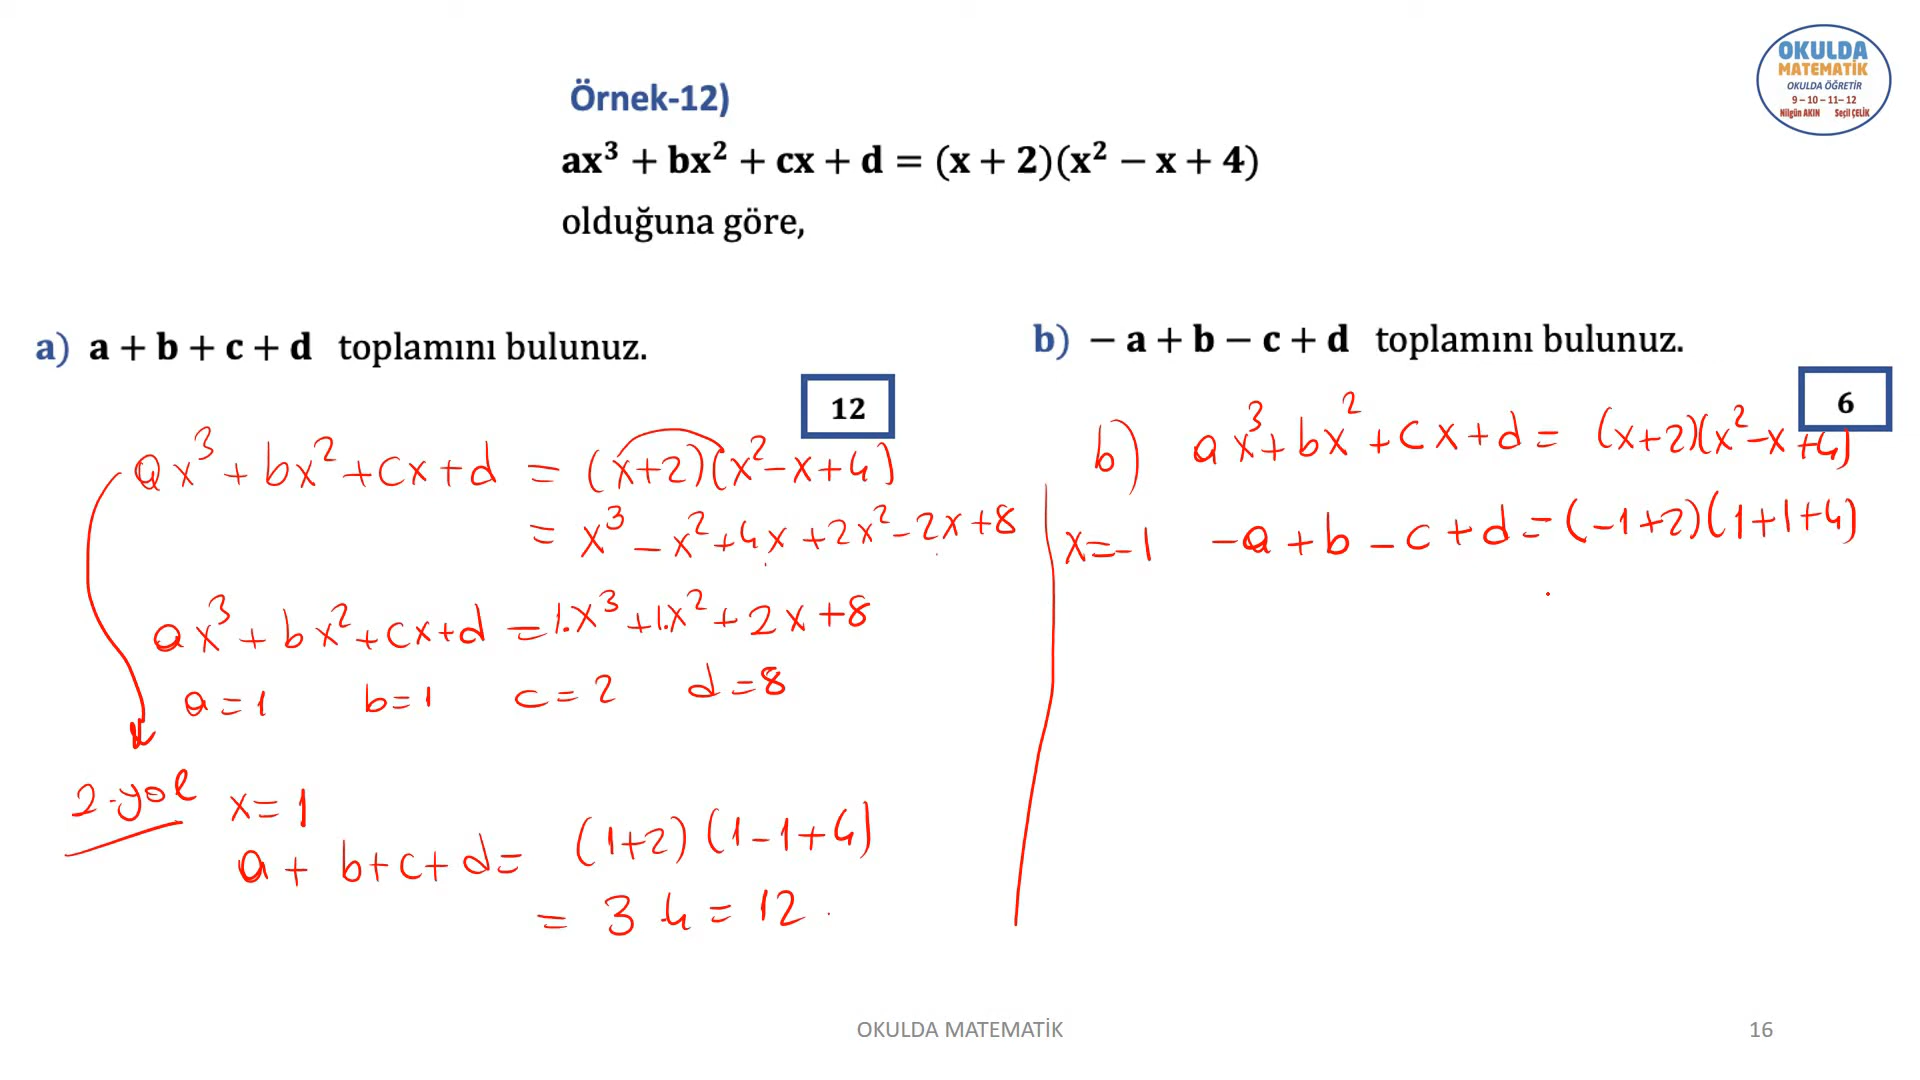 OKULDA
MATEMATİK
OKULDA ÖĞRETİR
9 – 10 – 11– 12
Nilgün AKIN Seçil ÇELİK
Örnek-12)
ax³ + bx² + cx + d = (x + 2)(x² − x + 4)
olduğuna göre,
a) a + b + c + d toplamını bulunuz.
12
ax³ + bx² + cx + d = (x+2)(x²−x+4)
= x³ − x² + 4x + 2x² − 2x + 8
ax³ + bx² + cx + d = 1.x³ + 1.x² + 2x + 8
a = 1 b = 1 c = 2 d = 8
2.yol x = 1
a + b + c + d = (1+2) (1−1+4)
= 3.4 = 12
b) − a + b − c + d toplamını bulunuz.
6
b) ax³ + bx² + cx + d = (x+2)(x²−x+4)
x = −1 −a + b − c + d = (−1+2)(1+1+4)
OKULDA MATEMATİK
16